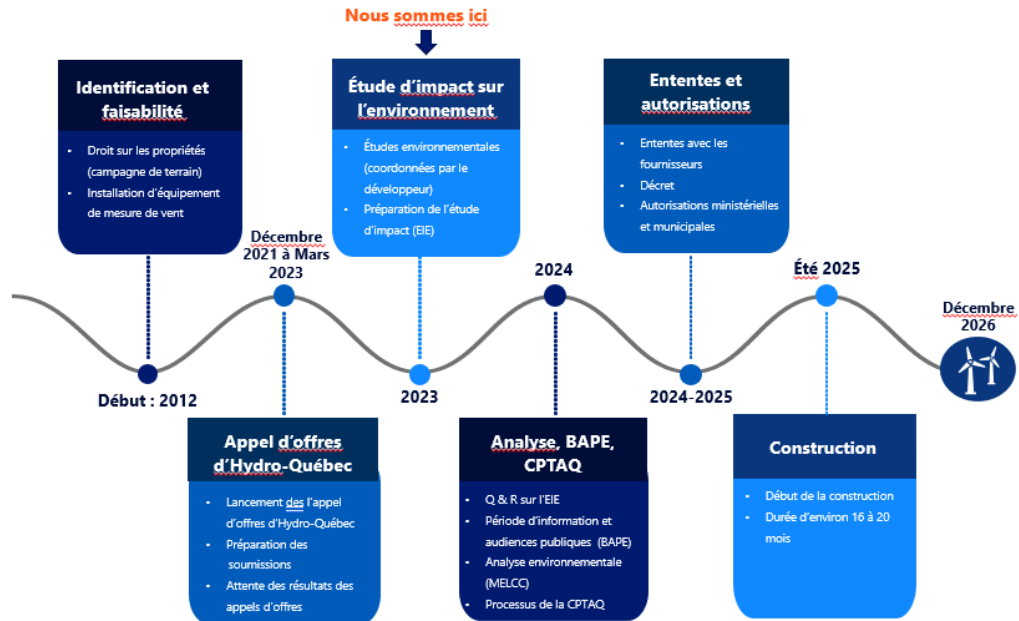 Nous sommes ici
Identification et
faisabilité
• Droit sur les propriétés
(campagne de terrain)
• Installation d'équipement
de mesure de vent
Étude d'impact sur
l'environnement
• Études environnementales
(coordonnées par le
développeur)
• Préparation de l'étude
d'impact (EIE)
Ententes et
autorisations
• Ententes avec les
fournisseurs
• Décret
• Autorisations ministérielles
et municipales
Décembre
2021 à Mars
2023
2024
Été 2025
Décembre
2026
Début : 2012
2023
2024-2025
Appel d'offres
d'Hydro-Québec
• Lancement des l'appel
d'offres d'Hydro-Québec
• Préparation des
soumissions
• Attente des résultats des
appels d'offres
Analyse, BAPE,
CPTAQ
• Q & R sur l'EIE
• Période d'information et
audiences publiques (BAPE)
• Analyse environnementale
(MELCC)
• Processus de la CPTAQ
Construction
• Début de la construction
• Durée d'environ 16 à 20
mois